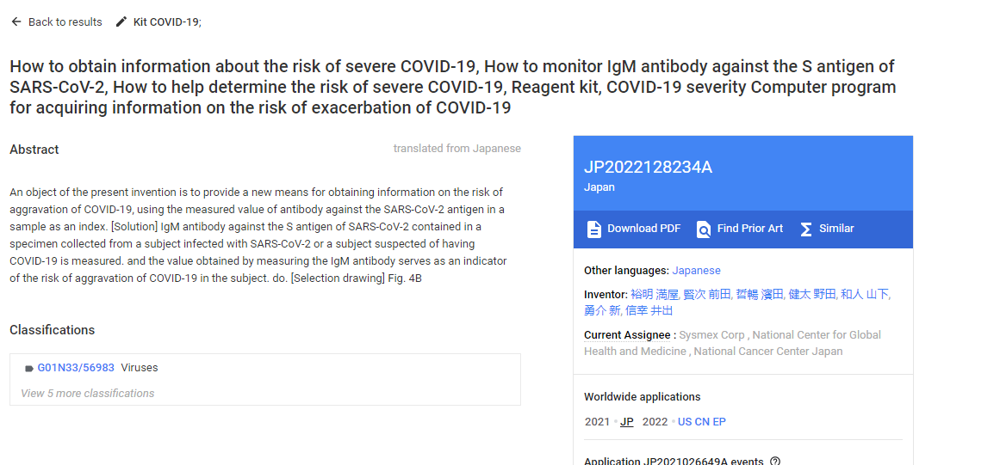 Back to results Kit COVID-19;
How to obtain information about the risk of severe COVID-19, How to monitor IgM antibody against the S antigen of
SARS-CoV-2, How to help determine the risk of severe COVID-19, Reagent kit, COVID-19 severity Computer program
for acquiring information on the risk of exacerbation of COVID-19
Abstract translated from Japanese
An object of the present invention is to provide a new means for obtaining information on the risk of
aggravation of COVID-19, using the measured value of antibody against the SARS-CoV-2 antigen in a
sample as an index. [Solution] IgM antibody against the S antigen of SARS-CoV-2 contained in a
specimen collected from a subject infected with SARS-CoV-2 or a subject suspected of having
COVID-19 is measured. and the value obtained by measuring the IgM antibody serves as an indicator
of the risk of aggravation of COVID-19 in the subject. do. [Selection drawing] Fig. 4B
Classifications
G01N33/56983 Viruses
View 5 more classifications
JP2022128234A
Japan
Download PDF Find Prior Art Similar
Other languages: Japanese
Inventor: 裕明 満屋, 賢次 前田, 哲暢 濱田, 健太 野田, 和人 山下,
勇介 新, 信幸 井出
Current Assignee : Sysmex Corp , National Center for Global
Health and Medicine , National Cancer Center Japan
Worldwide applications
2021 JP 2022 US CN EP
Application JP2021026649A events